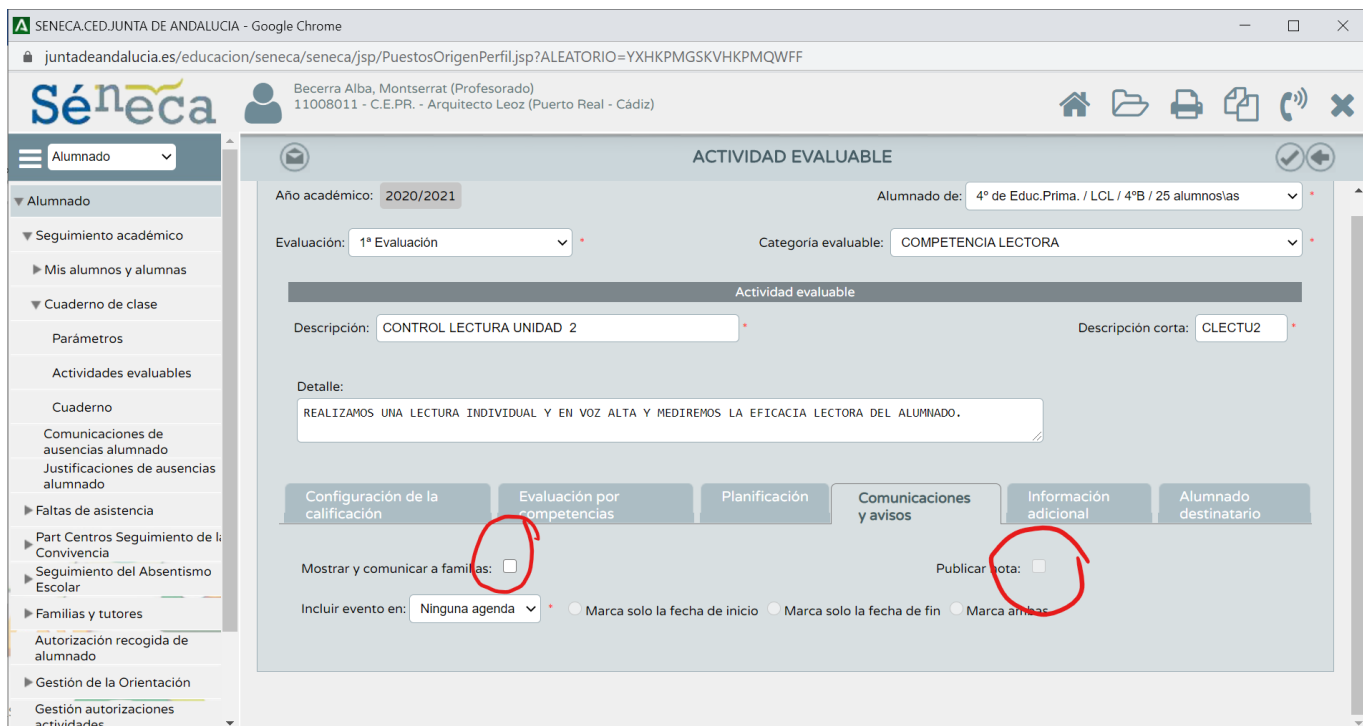 SENECA.CED.JUNTA DE ANDALUCIA - Google Chrome
juntadeandalucia.es/educacion/seneca/seneca/jsp/PuestosOrigenPerfil.jsp?ALEATORIO=YXHKPMGSKVHKPMQWFF
Séneca
Becerra Alba, Montserrat (Profesorado)
11008011 - C.E.PR. - Arquitecto Leoz (Puerto Real - Cádiz)
Alumnado
ACTIVIDAD EVALUABLE
Alumnado
Seguimiento académico
Mis alumnos y alumnas
Cuaderno de clase
Parámetros
Actividades evaluables
Cuaderno
Comunicaciones de
ausencias alumnado
Justificaciones de ausencias
alumnado
Faltas de asistencia
Part Centros Seguimiento de la
Convivencia
Seguimiento del Absentismo
Escolar
Familias y tutores
Autorización recogida de
alumnado
Gestión de la Orientación
Gestión autorizaciones
actividades
Año académico: 2020/2021 Alumnado de: 4º de Educ.Prima. / LCL / 4ºB / 25 alumnos\as *
Evaluación: 1ª Evaluación * Categoría evaluable: COMPETENCIA LECTORA *
Actividad evaluable
Descripción: CONTROL LECTURA UNIDAD 2 * Descripción corta: CLECTU2 *
Detalle:
REALIZAMOS UNA LECTURA INDIVIDUAL Y EN VOZ ALTA Y MEDIREMOS LA EFICACIA LECTORA DEL ALUMNADO.
Configuración de la
calificación
Evaluación por
competencias
Planificación
Comunicaciones
y avisos
Información
adicional
Alumnado
destinatario
Mostrar y comunicar a familias: Publicar nota:
Incluir evento en: Ninguna agenda * Marca solo la fecha de inicio Marca solo la fecha de fin Marca ambas